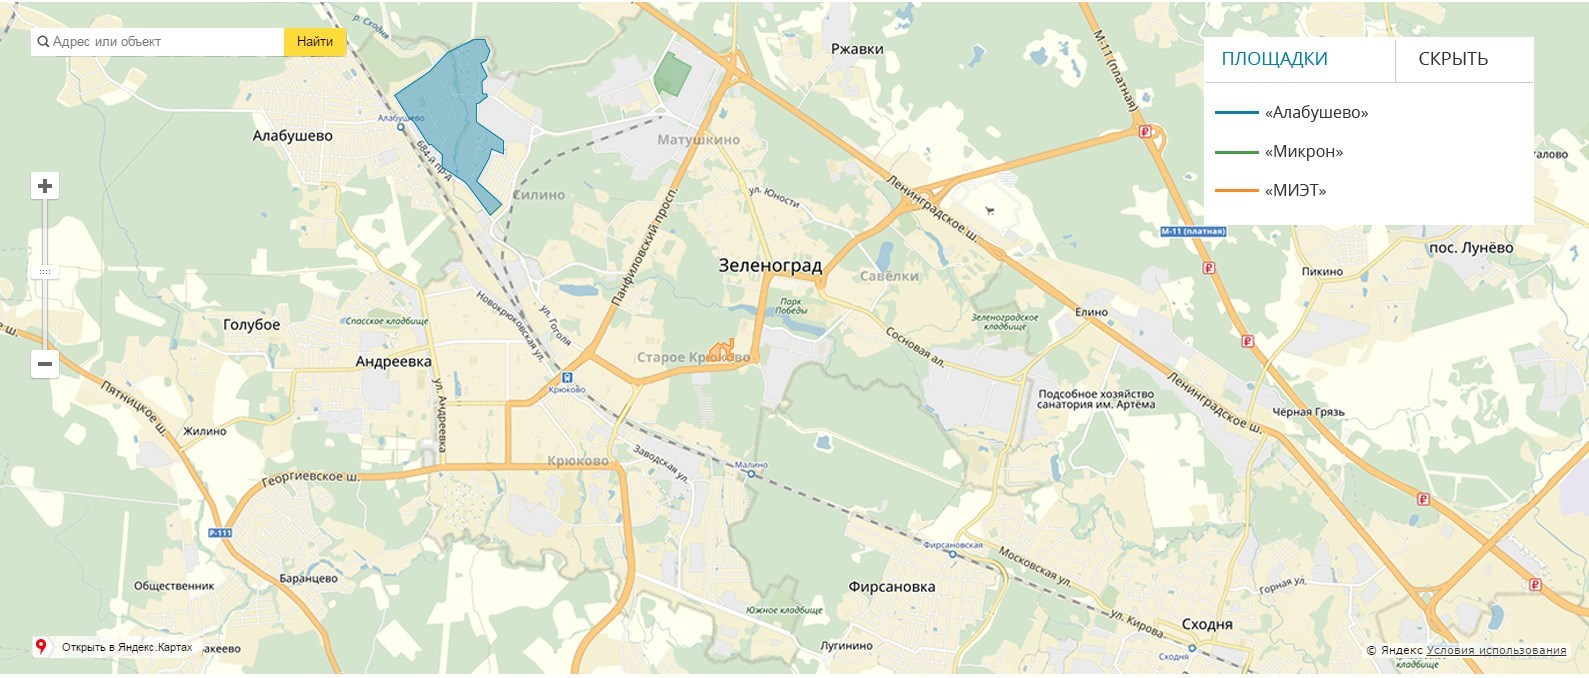 р. Сходня
Адрес или объект
Найти
Ржавки
М-11 (платная)
ПЛОЩАДКИ
СКРЫТЬ
«Алабушево»
«Микрон»
«МИЭТ»
Алабушево
Алабушево
684-й пр-д
Матушкино
Силино
ул. Юности
Ленинградское ш.
Панфиловский просп.
М-11 (платная)
пос. Лунёво
Зеленоград
Савёлки
Пикино
Парк
Победы
Новокрюковская ул.
ул. Гоголя
Спасское кладбище
Голубое
Андреевка
Зеленоградское
кладбище
Елино
Сосновая ал.
Старое Крюково
Крюково
Пятницкое ш.
ул. Андреевка
Подсобное хозяйство
санатория им. Артёма
Ленинградское ш.
Чёрная Грязь
Жилино
Крюково
Заводская ул.
Малино
Георгиевское ш.
Р-111
Фирсановская
Московская ул.
Общественник
Баранцево
Фирсановка
Горная ул.
Южное кладбище
ул. Кирова
Сходня
Лугинино
Сходня
Открыть в Яндекс.Картах
© Яндекс Условия использования
кладбище